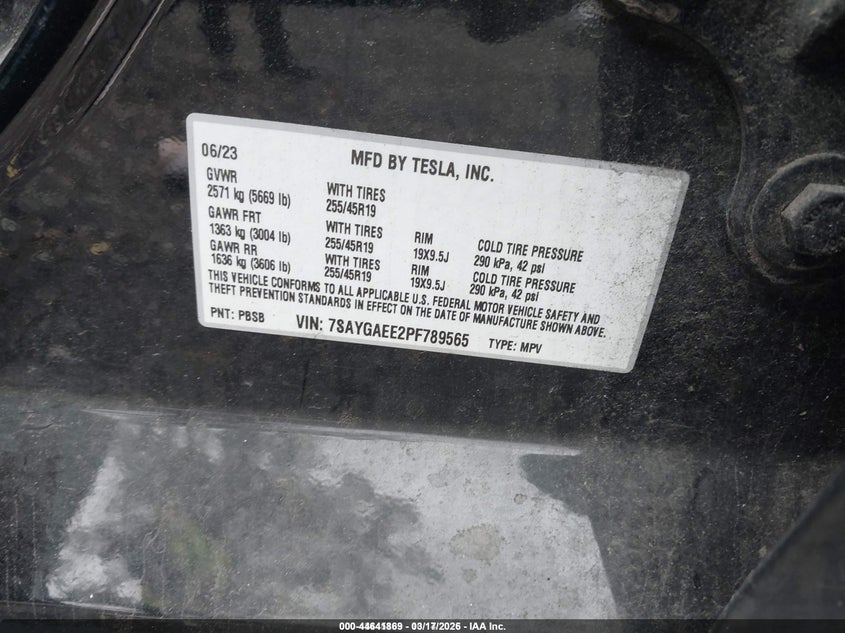 06/23
MFD BY TESLA, INC.
GVWR
2571 kg (5669 lb)
WITH TIRES
255/45R19
GAWR FRT
1363 kg (3004 lb)
WITH TIRES
255/45R19
RIM
19X9.5J
COLD TIRE PRESSURE
290 kPa, 42 psi
GAWR RR
1636 kg (3606 lb)
WITH TIRES
255/45R19
RIM
19X9.5J
COLD TIRE PRESSURE
290 kPa, 42 psi
THIS VEHICLE CONFORMS TO ALL APPLICABLE U.S. FEDERAL MOTOR VEHICLE SAFETY AND
THEFT PREVENTION STANDARDS IN EFFECT ON THE DATE OF MANUFACTURE SHOWN ABOVE.
PNT: PBSB
VIN: 7SAYGAEE2PF789565
TYPE: MPV
000-44641869 - 03/17/2026 - IAA Inc.